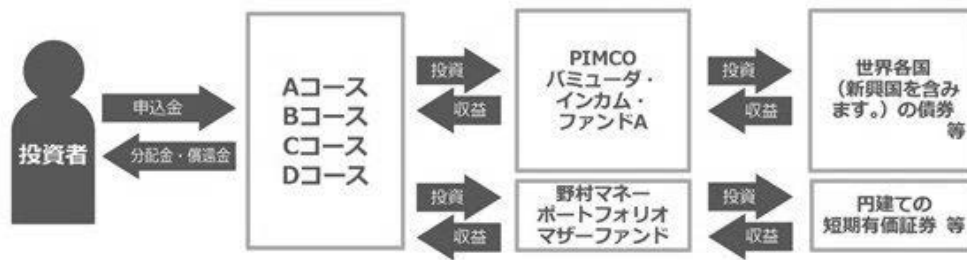 投資者
申込金
分配金・償還金
Aコース
Bコース
Cコース
Dコース
投資
収益
PIMCO
バミューダ・
インカム・
ファンドA
投資
収益
世界各国
（新興国を含み
ます。）の債券
等
投資
収益
野村マネー
ポートフォリオ
マザーファンド
投資
収益
円建ての
短期有価証券 等